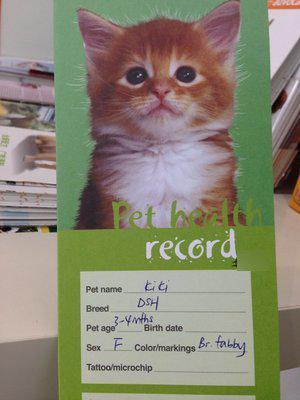 Pet health
record
Pet name Kiki
Breed DSH
Pet age 3-4mths Birth date
Sex F Color/markings Br. tabby
Tattoo/microchip